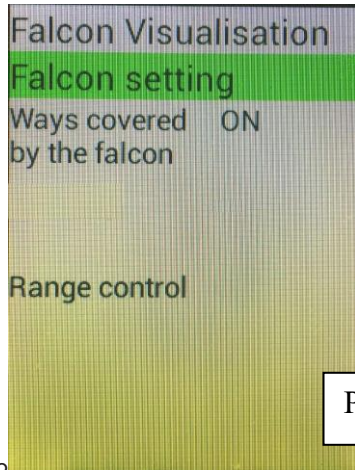 Falcon Visualisation
Falcon setting
Ways covered ON
by the falcon
Range control